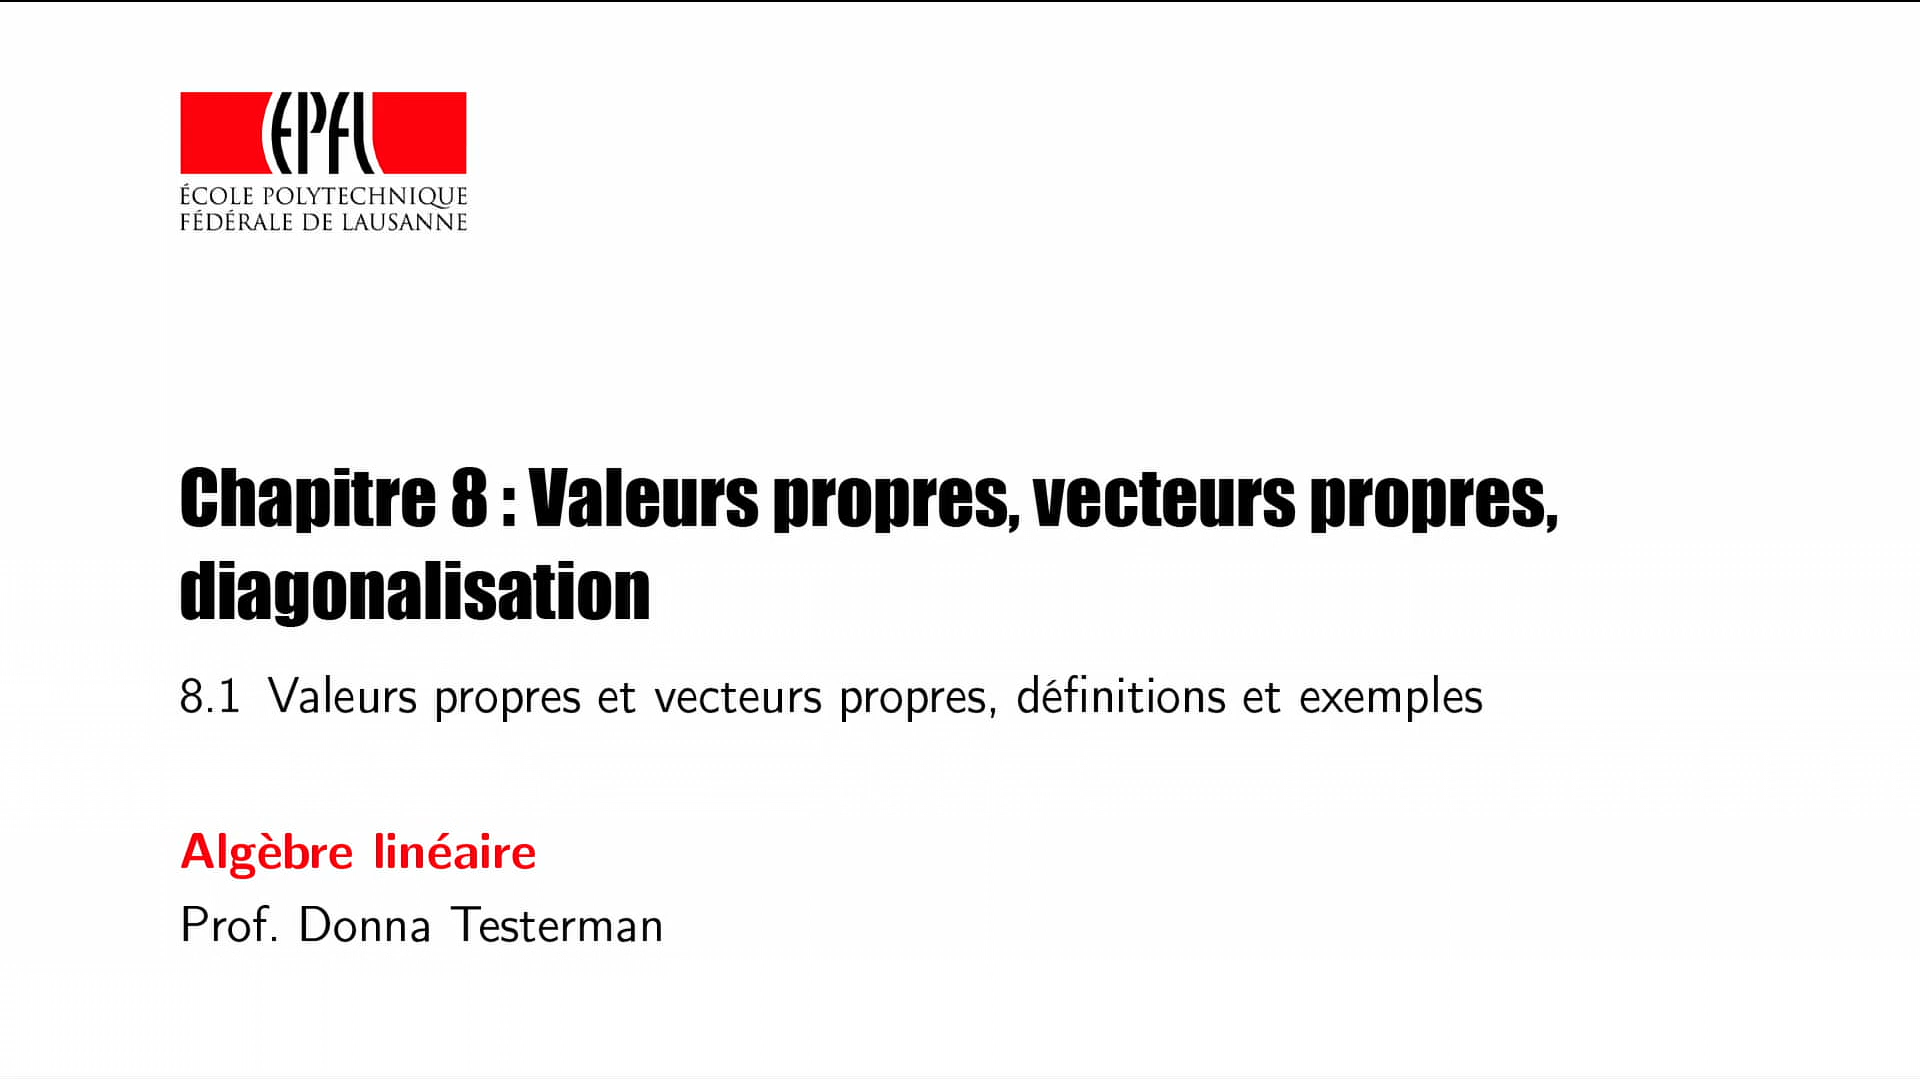 EPFL
ÉCOLE POLYTECHNIQUE
FÉDÉRALE DE LAUSANNE
Chapitre 8 : Valeurs propres, vecteurs propres,
diagonalisation
8.1 Valeurs propres et vecteurs propres, définitions et exemples
Algèbre linéaire
Prof. Donna Testerman